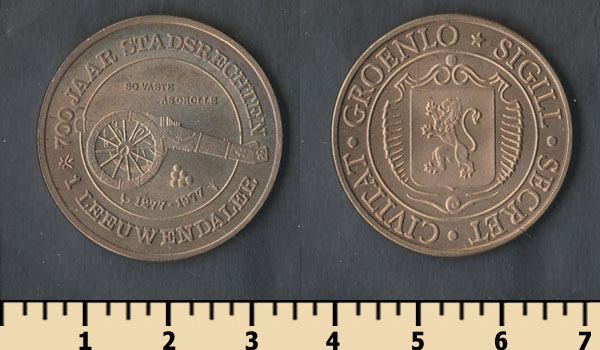 700 JAAR STADSRECHTEN
SO VASTE
AS GROLLE
1277-1977
* 1 LEEUWENDALER
CIVITAT · GROENLO * SIGILL · SECRET ·
1 2 3 4 5 6 7